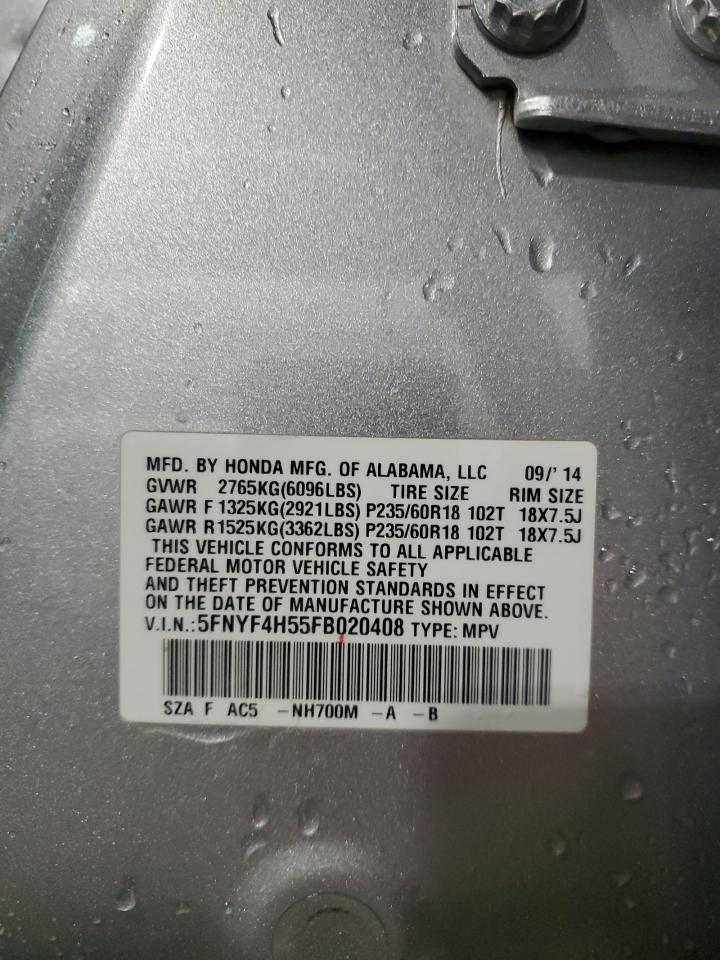 MFD. BY HONDA MFG. OF ALABAMA, LLC 09/' 14
GVWR 2765KG(6096LBS) TIRE SIZE RIM SIZE
GAWR F 1325KG(2921LBS) P235/60R18 102T 18X7.5J
GAWR R 1525KG(3362LBS) P235/60R18 102T 18X7.5J
THIS VEHICLE CONFORMS TO ALL APPLICABLE
FEDERAL MOTOR VEHICLE SAFETY
AND THEFT PREVENTION STANDARDS IN EFFECT
ON THE DATE OF MANUFACTURE SHOWN ABOVE.
V.I.N.:5FNYF4H55FB020408 TYPE: MPV
SZA F AC5 -NH700M -A -B